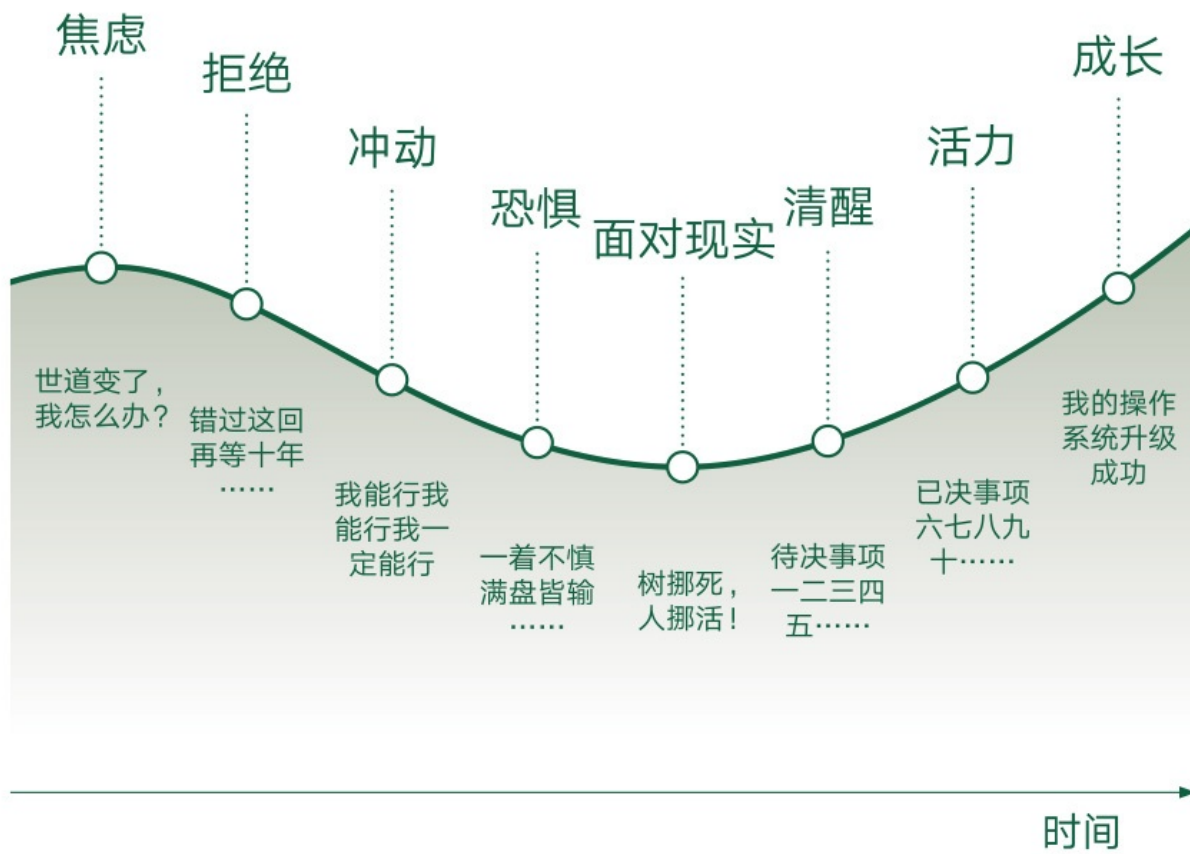 焦虑
拒绝
冲动
恐惧
面对现实
清醒
活力
成长
世道变了，
我怎么办？
错过这回
再等十年
……
我能行我
能行我一
定能行
一着不慎
满盘皆输
……
树挪死，
人挪活！
待决事项
一二三四
五……
已决事项
六七八九
十……
我的操作
系统升级
成功
时间